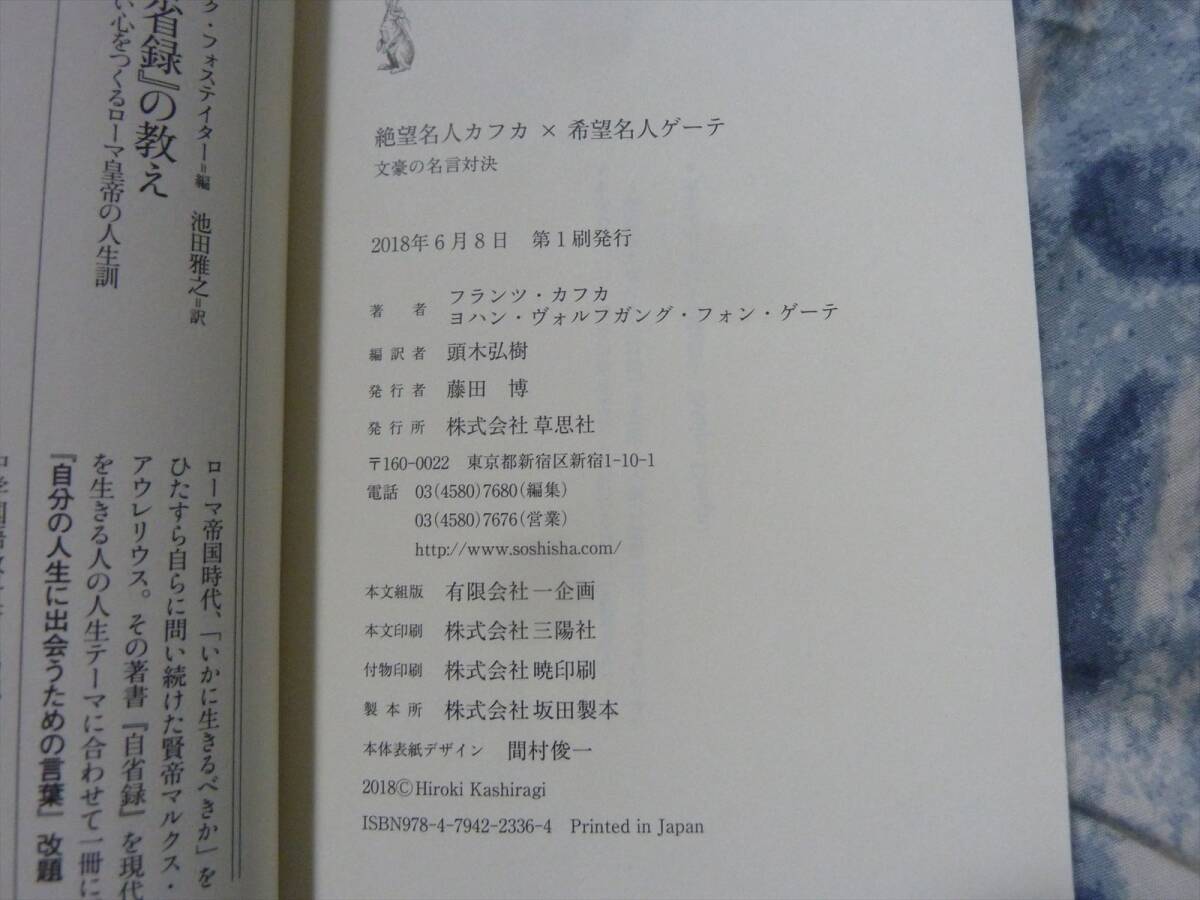 絶望名人カフカ × 希望名人ゲーテ
文豪の名言対決
2018年6月8日 第1刷発行
著者 フランツ・カフカ
ヨハン・ヴォルフガング・フォン・ゲーテ
編訳者 頭木弘樹
発行者 藤田 博
発行所 株式会社 草思社
〒160-0022 東京都新宿区新宿1-10-1
電話 03(4580)7680(編集)
03(4580)7676(営業)
http://www.soshisha.com/
本文組版 有限会社 一企画
本文印刷 株式会社 三陽社
付物印刷 株式会社 暁印刷
製本所 株式会社 坂田製本
本体表紙デザイン 間村俊一
2018©Hiroki Kashiragi
ISBN978-4-7942-2336-4 Printed in Japan
ク・フォステイター=編 池田雅之=訳
省録』の教え
い心をつくるローマ皇帝の人生訓
ローマ帝国時代、「いかに生きるべきか」を
ひたすら自らに問い続けた賢帝マルクス・
アウレリウス。その著書『自省録』を現代
を生きる人の人生テーマに合わせて一冊に
『自分の人生に出会うための言葉』改題